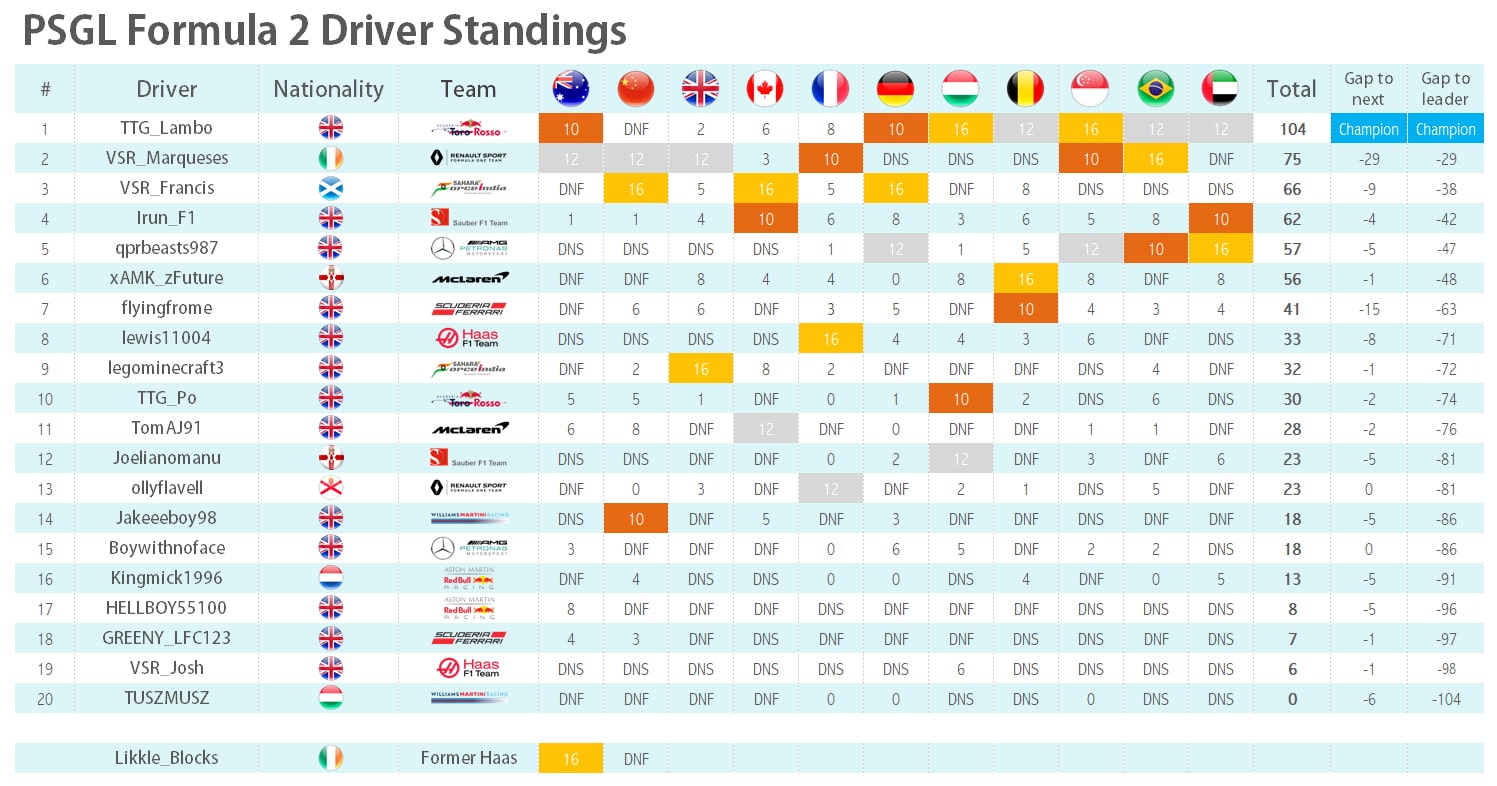 PSGL Formula 2 Driver Standings
# Driver Nationality Team Total Gap to next Gap to leader
1 TTG_Lambo Toro Rosso 10 DNF 2 6 8 10 16 12 16 12 12 104 Champion Champion
2 VSR_Marqueses RENAULT SPORT FORMULA ONE TEAM 12 12 12 3 10 DNS DNS DNS 10 16 DNF 75 -29 -29
3 VSR_Francis SAHARA Force India DNF 16 5 16 5 16 DNF 8 DNS DNS DNS 66 -9 -38
4 Irun_F1 Sauber F1 Team 1 1 4 10 6 8 3 6 5 8 10 62 -4 -42
5 qprbeasts987 AMG PETRONAS MOTORSPORT DNS DNS DNS DNS 1 12 1 5 12 10 16 57 -5 -47
6 xAMK_zFuture McLaren DNF DNF 8 4 4 0 8 16 8 DNF 8 56 -1 -48
7 flyingfrome SCUDERIA FERRARI DNF 6 6 DNF 3 5 DNF 10 4 3 4 41 -15 -63
8 lewis11004 Haas F1 Team DNS DNS DNS DNS 16 4 4 3 6 DNF DNS 33 -8 -71
9 legominecraft3 SAHARA Force India DNF 2 16 8 2 DNF DNF DNF DNS 4 DNF 32 -1 -72
10 TTG_Po Toro Rosso 5 5 1 DNF 0 1 10 2 DNS 6 DNS 30 -2 -74
11 TomAJ91 McLaren 6 8 DNF 12 DNF 0 DNF DNF 1 1 DNF 28 -2 -76
12 Joelianomanu Sauber F1 Team DNS DNS DNF DNF 0 2 12 DNF 3 DNF 6 23 -5 -81
13 ollyflavell RENAULT SPORT FORMULA ONE TEAM DNF 0 3 DNF 12 DNF 2 1 DNS 5 DNF 23 0 -81
14 Jakeeeboy98 WILLIAMS MARTINI RACING DNS 10 DNF 5 DNF 3 DNF DNF DNS DNF DNF 18 -5 -86
15 Boywithnoface AMG PETRONAS MOTORSPORT 3 DNF DNF DNF 0 6 5 DNF 2 2 DNS 18 0 -86
16 Kingmick1996 ASTON MARTIN Red Bull RACING DNF 4 DNS DNS 0 0 DNS 4 DNF 0 5 13 -5 -91
17 HELLBOY55100 ASTON MARTIN Red Bull RACING 8 DNF DNF DNF DNS DNF DNF DNS DNS DNS DNS 8 -5 -96
18 GREENY_LFC123 SCUDERIA FERRARI 4 3 DNF DNS DNF DNF DNS DNS DNS DNF DNS 7 -1 -97
19 VSR_Josh Haas F1 Team DNS DNS DNS DNS DNS DNS 6 DNS DNS DNS DNS 6 -1 -98
20 TUSZMUSZ WILLIAMS MARTINI RACING DNF DNF DNF DNF 0 0 DNS DNS 0 DNS DNS 0 -6 -104
Likkle_Blocks Former Haas 16 DNF